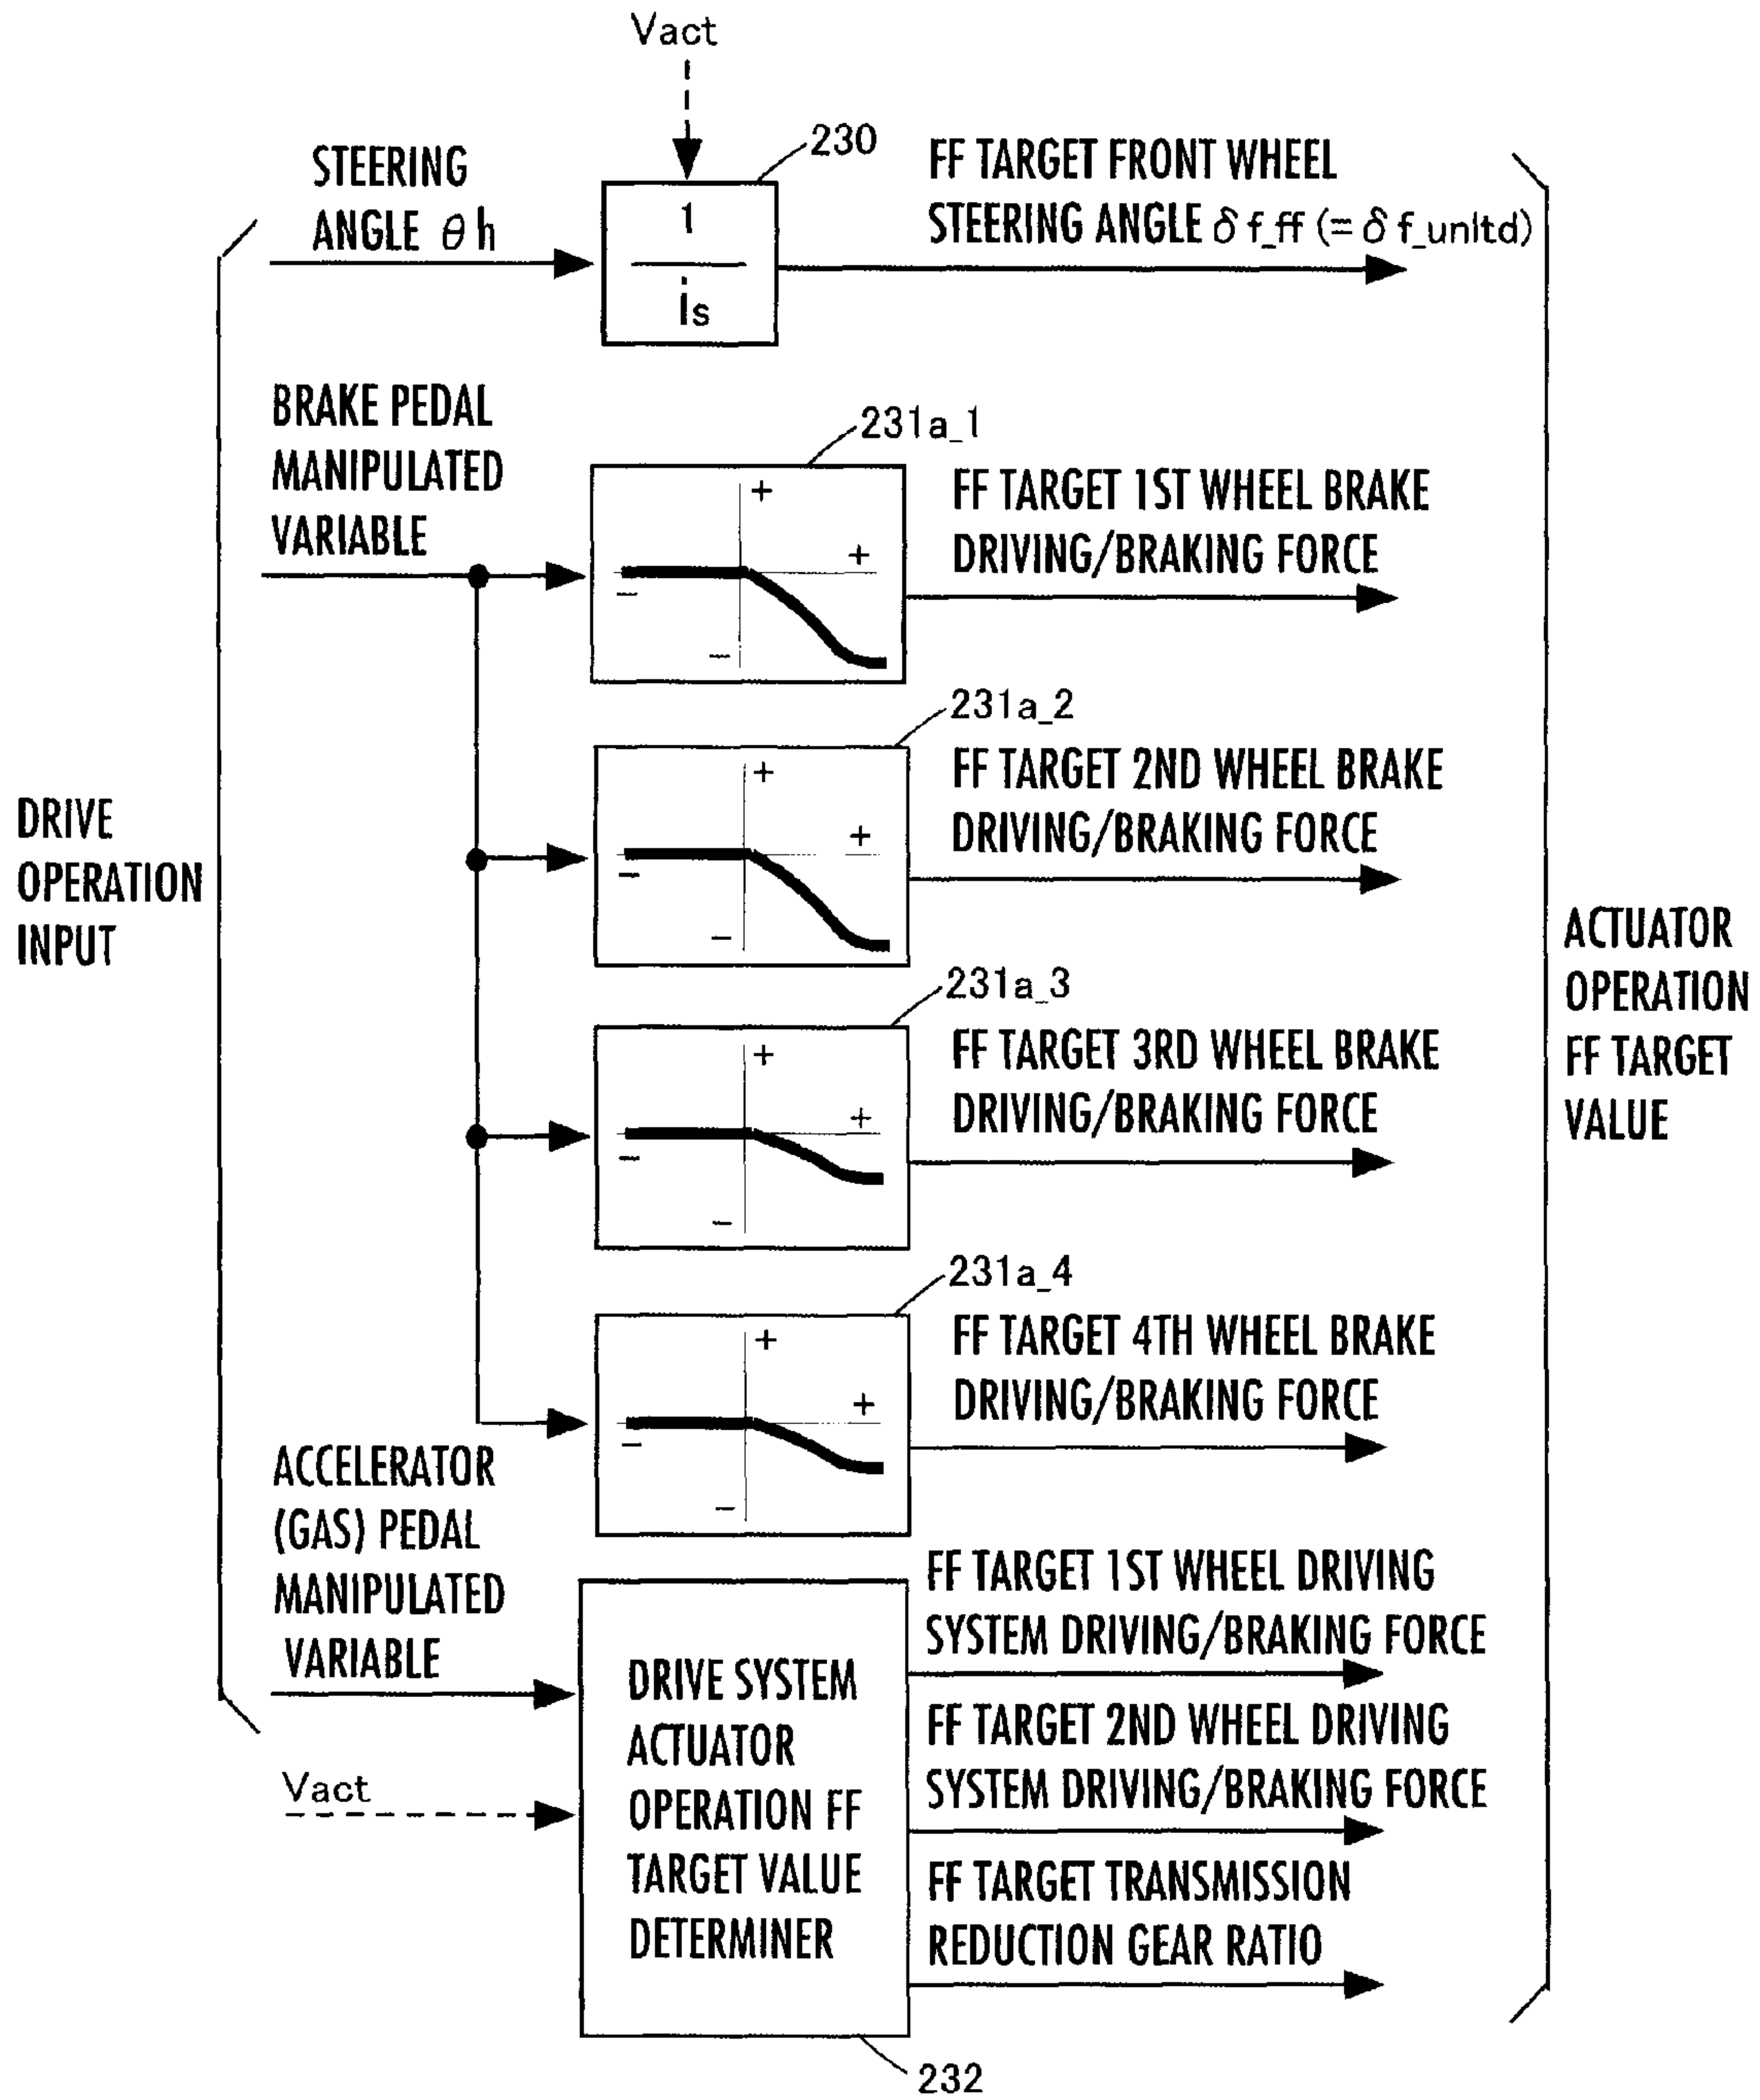 Vact
230
STEERING
ANGLE θh
1
is
FF TARGET FRONT WHEEL
STEERING ANGLE δf_ff (= δf_unltd)
BRAKE PEDAL
MANIPULATED
VARIABLE
231a_1
+
+
−
−
FF TARGET 1ST WHEEL BRAKE
DRIVING/BRAKING FORCE
231a_2
+
+
−
−
FF TARGET 2ND WHEEL BRAKE
DRIVING/BRAKING FORCE
DRIVE
OPERATION
INPUT
231a_3
+
+
−
−
FF TARGET 3RD WHEEL BRAKE
DRIVING/BRAKING FORCE
ACTUATOR
OPERATION
FF TARGET
VALUE
231a_4
+
+
−
−
FF TARGET 4TH WHEEL BRAKE
DRIVING/BRAKING FORCE
ACCELERATOR
(GAS) PEDAL
MANIPULATED
VARIABLE
Vact
DRIVE SYSTEM
ACTUATOR
OPERATION FF
TARGET VALUE
DETERMINER
232
FF TARGET 1ST WHEEL DRIVING
SYSTEM DRIVING/BRAKING FORCE
FF TARGET 2ND WHEEL DRIVING
SYSTEM DRIVING/BRAKING FORCE
FF TARGET TRANSMISSION
REDUCTION GEAR RATIO